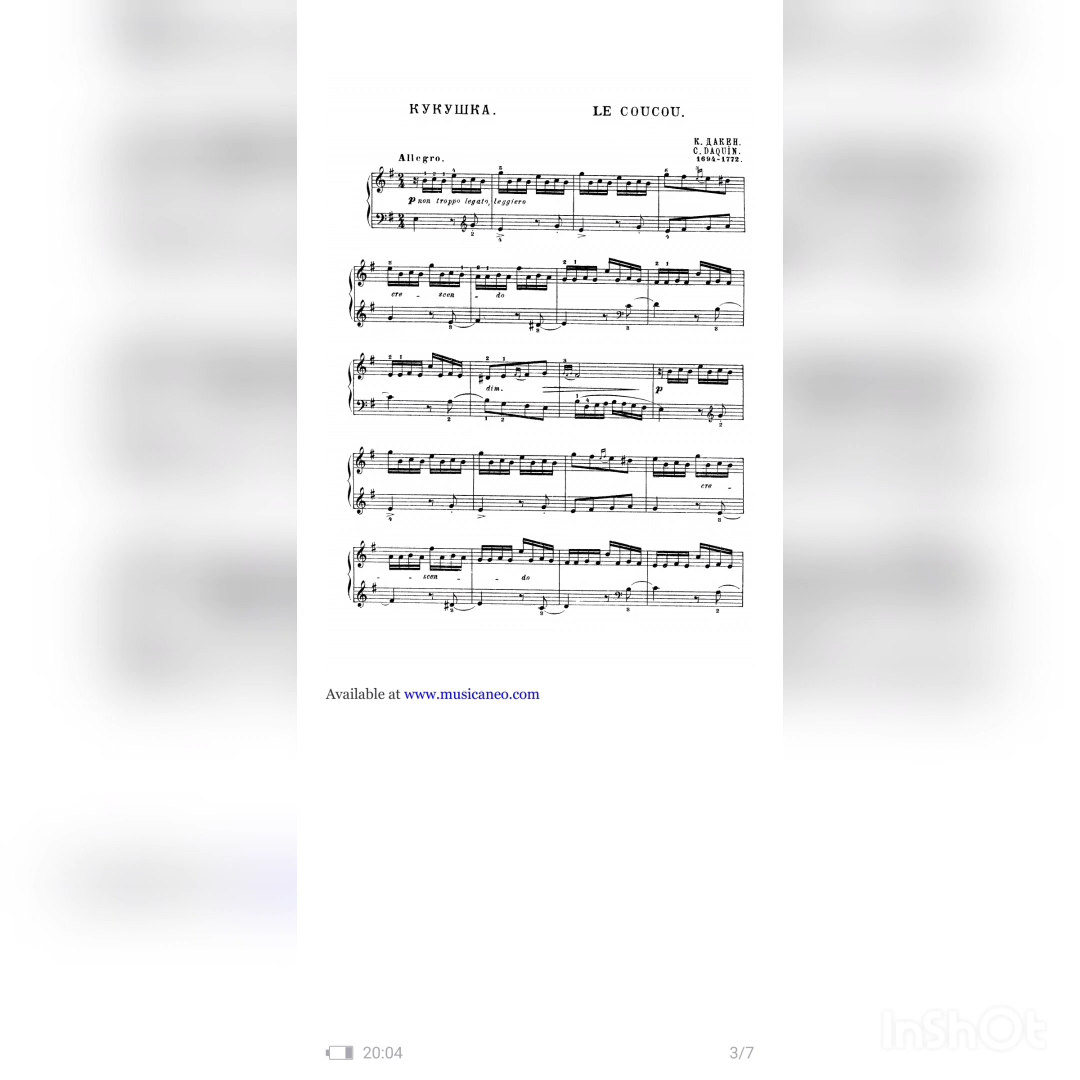 КУКУШКА. LE COUCOU.
К. ДАКЕН.
C. DAQUIN.
1694-1772.
Allegro.
p non troppo legato, leggiero
cre - scen - do
dim.
p
cre -
- scen - do
Available at www.musicaneo.com
20:04 3/7
InShOt